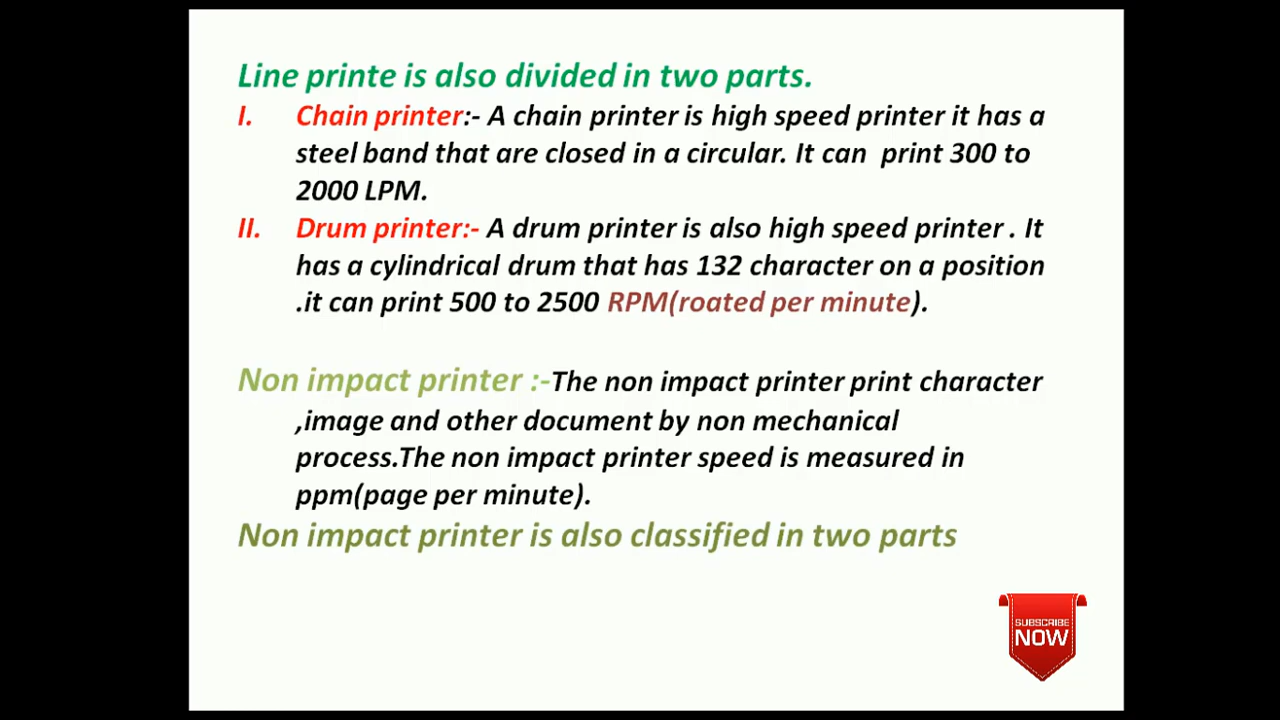 Line printe is also divided in two parts.
I. Chain printer:- A chain printer is high speed printer it has a
steel band that are closed in a circular. It can print 300 to
2000 LPM.
II. Drum printer:- A drum printer is also high speed printer . It
has a cylindrical drum that has 132 character on a position
.it can print 500 to 2500 RPM(roated per minute).
Non impact printer :-The non impact printer print character
,image and other document by non mechanical
process.The non impact printer speed is measured in
ppm(page per minute).
Non impact printer is also classified in two parts
SUBSCRIBE
NOW